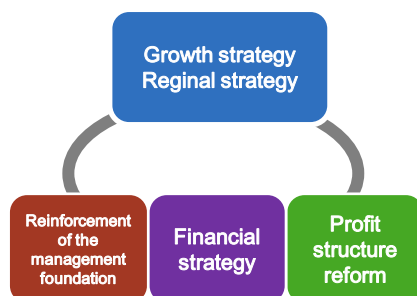 Growth strategy
Reginal strategy
Reinforcement
of the
management
foundation
Financial
strategy
Profit
structure
reform